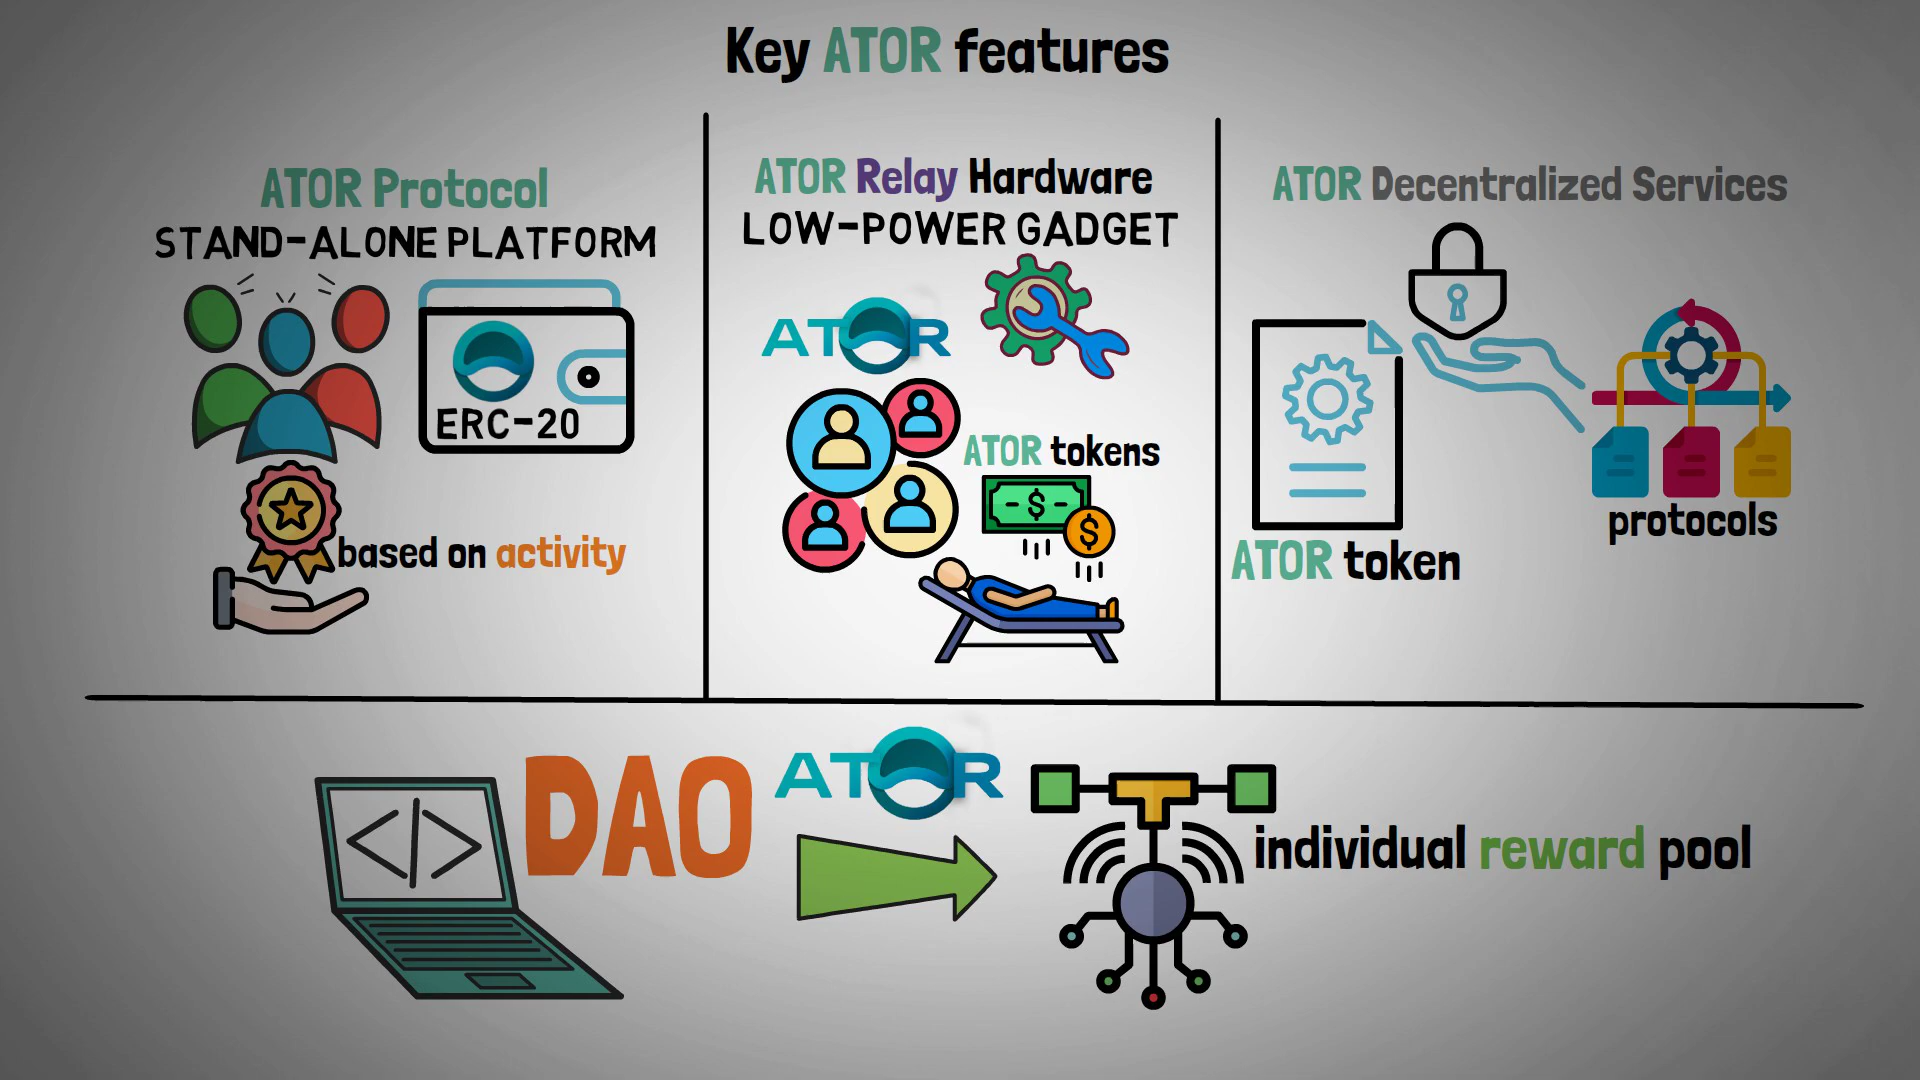 Key ATOR features
ATOR Protocol
STAND-ALONE PLATFORM
ERC-20
based on activity
ATOR Relay Hardware
LOW-POWER GADGET
ATOR
ATOR tokens
ATOR Decentralized Services
ATOR token
protocols
DAO
ATOR
individual reward pool